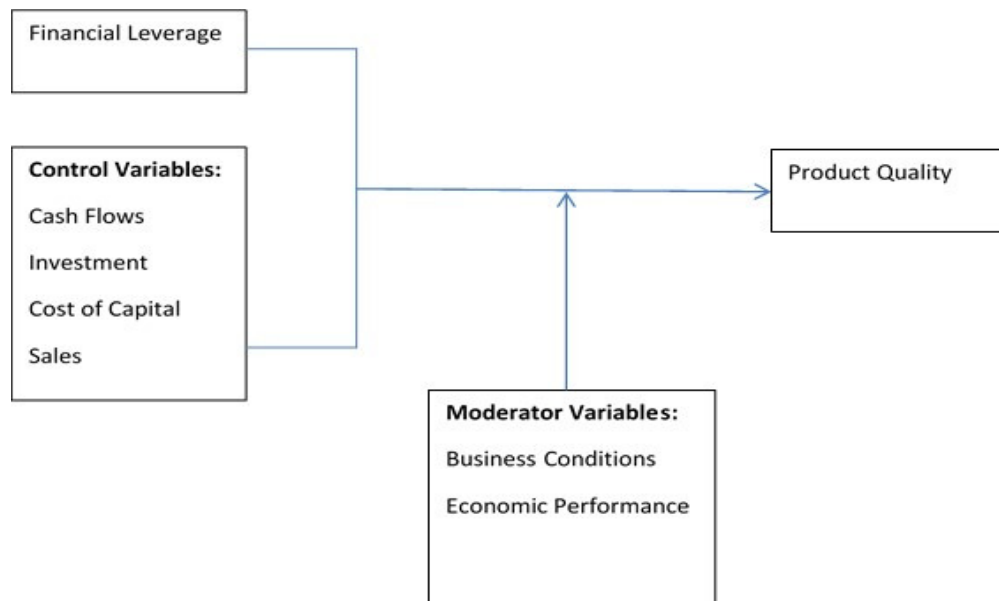 Financial Leverage
Control Variables:
Cash Flows
Investment
Cost of Capital
Sales
Product Quality
Moderator Variables:
Business Conditions
Economic Performance